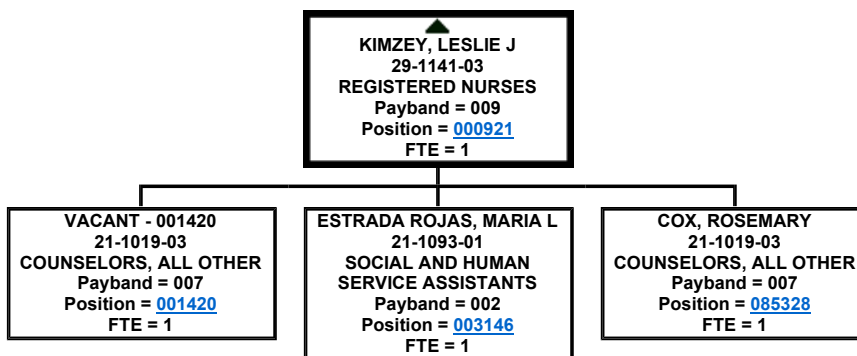 KIMZEY, LESLIE J
29-1141-03
REGISTERED NURSES
Payband = 009
Position = 000921
FTE = 1
VACANT - 001420
21-1019-03
COUNSELORS, ALL OTHER
Payband = 007
Position = 001420
FTE = 1
ESTRADA ROJAS, MARIA L
21-1093-01
SOCIAL AND HUMAN
SERVICE ASSISTANTS
Payband = 002
Position = 003146
FTE = 1
COX, ROSEMARY
21-1019-03
COUNSELORS, ALL OTHER
Payband = 007
Position = 085328
FTE = 1